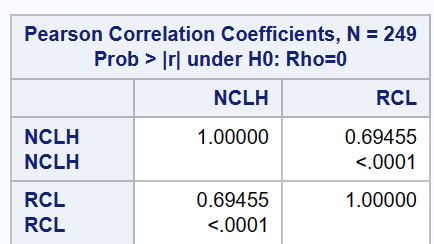 Pearson Correlation Coefficients, N = 249
Prob > |r| under H0: Rho=0
NCLH RCL
NCLH 1.00000 0.69455
NCLH <.0001
RCL 0.69455 1.00000
RCL <.0001